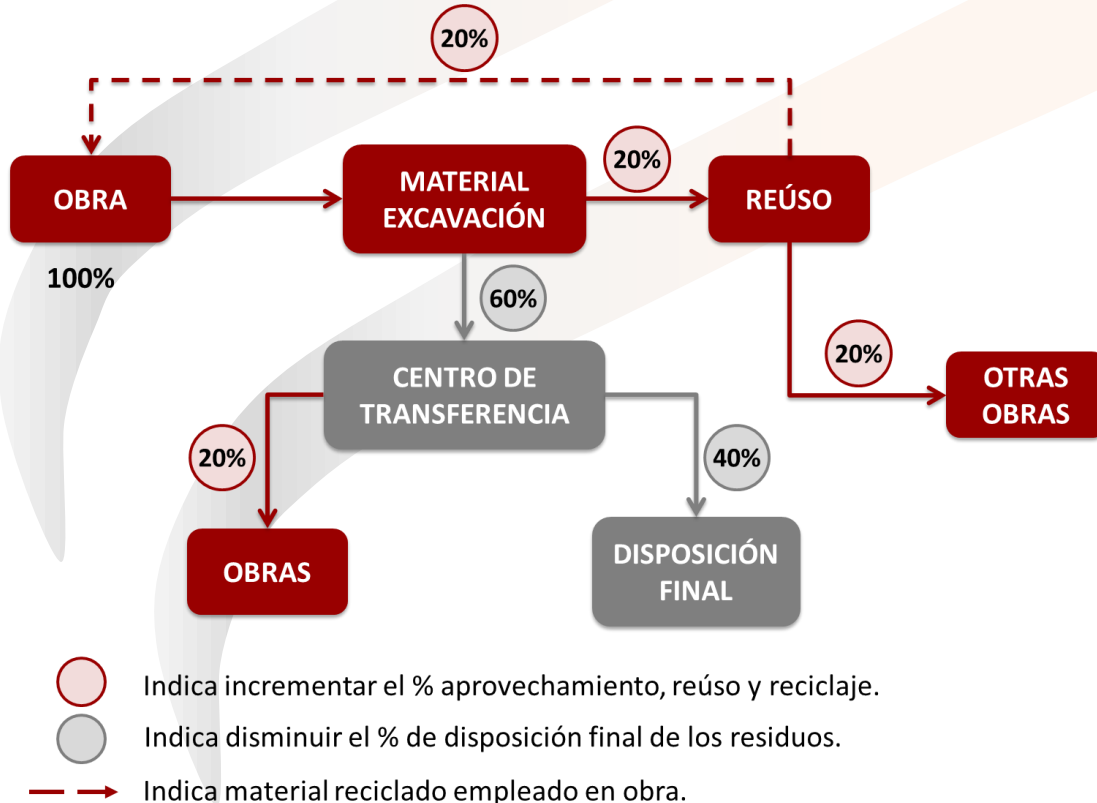 20%
OBRA
100%
MATERIAL
EXCAVACIÓN
20%
REÚSO
60%
20%
OTRAS
OBRAS
CENTRO DE
TRANSFERENCIA
20%
40%
OBRAS
DISPOSICIÓN
FINAL
Indica incrementar el % aprovechamiento, reúso y reciclaje.
Indica disminuir el % de disposición final de los residuos.
Indica material reciclado empleado en obra.